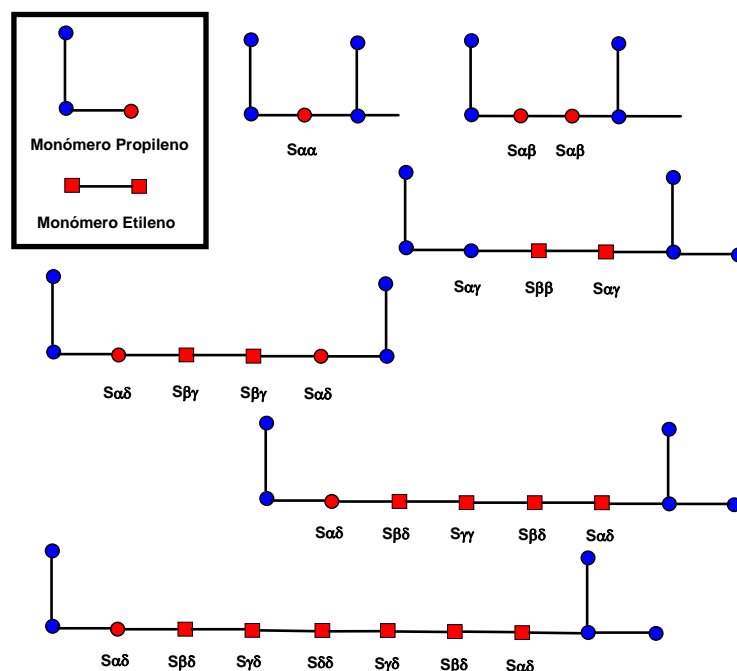 Monómero Propileno
Monómero Etileno
Sαα
Sαβ Sαβ
Sαγ Sββ Sαγ
Sαδ Sβγ Sβγ Sαδ
Sαδ Sβδ Sγγ Sβδ Sαδ
Sαδ Sβδ Sγδ Sδδ Sγδ Sβδ Sαδ